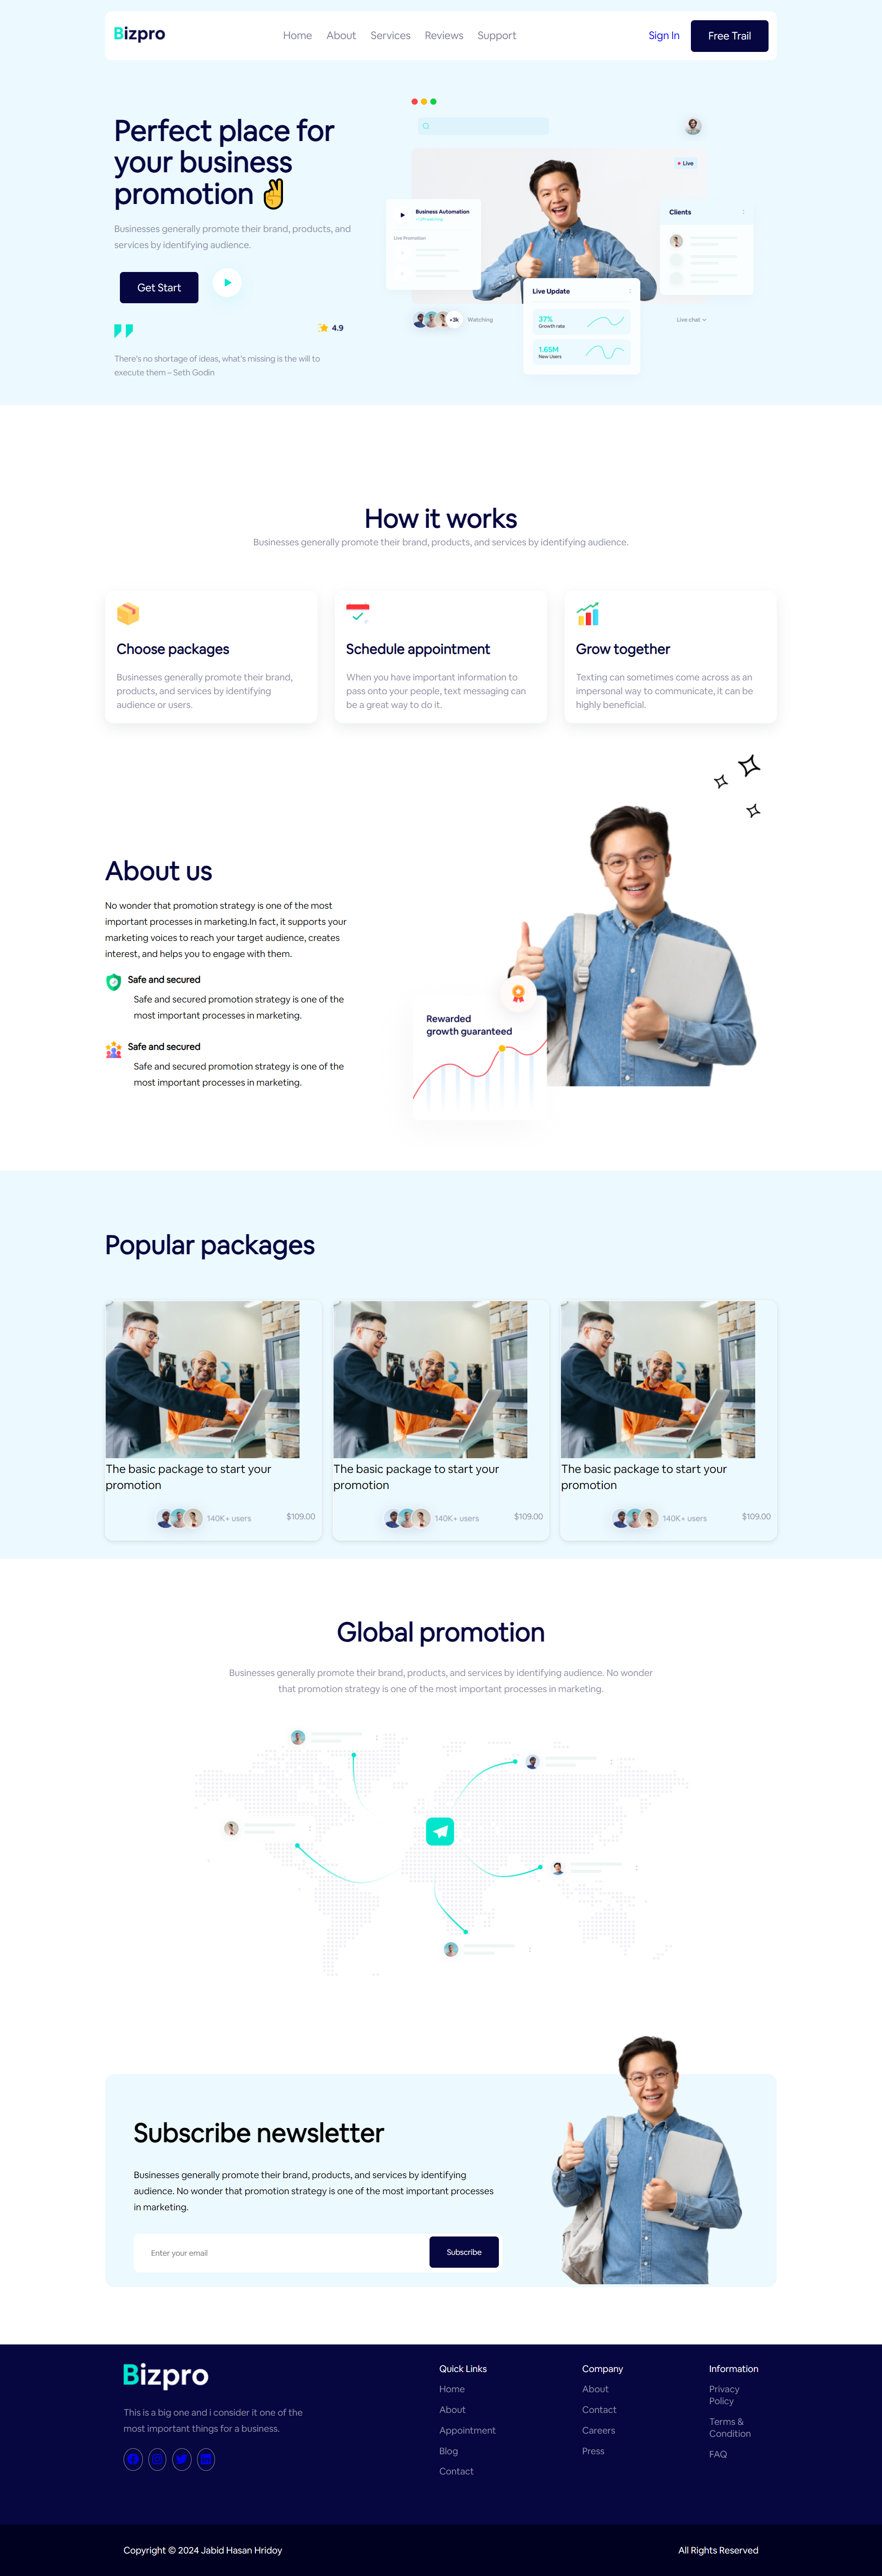 Bizpro
Home About Services Reviews Support
Sign In
Free Trail
Perfect place for
your business
promotion
Businesses generally promote their brand, products, and
services by identifying audience.
Get Start
4.9
There's no shortage of ideas, what's missing is the will to
execute them – Seth Godin
Live
Business Automation
Live Promotion
Clients
Live Update
37%
Growth rate
1.65M
New Users
+3k
Watching
Live chat
How it works
Businesses generally promote their brand, products, and services by identifying audience.
Choose packages
Businesses generally promote their brand,
products, and services by identifying
audience or users.
Schedule appointment
When you have important information to
pass onto your people, text messaging can
be a great way to do it.
Grow together
Texting can sometimes come across as an
impersonal way to communicate, it can be
highly beneficial.
About us
No wonder that promotion strategy is one of the most
important processes in marketing.In fact, it supports your
marketing voices to reach your target audience, creates
interest, and helps you to engage with them.
Safe and secured
Safe and secured promotion strategy is one of the
most important processes in marketing.
Safe and secured
Safe and secured promotion strategy is one of the
most important processes in marketing.
Rewarded
growth guaranteed
Popular packages
The basic package to start your
promotion
140K+ users
$109.00
The basic package to start your
promotion
140K+ users
$109.00
The basic package to start your
promotion
140K+ users
$109.00
Global promotion
Businesses generally promote their brand, products, and services by identifying audience. No wonder
that promotion strategy is one of the most important processes in marketing.
Subscribe newsletter
Businesses generally promote their brand, products, and services by identifying
audience. No wonder that promotion strategy is one of the most important processes
in marketing.
Enter your email
Subscribe
Bizpro
This is a big one and i consider it one of the
most important things for a business.
Quick Links
Home
About
Appointment
Blog
Contact
Company
About
Contact
Careers
Press
Information
Privacy
Policy
Terms &
Condition
FAQ
Copyright © 2024 Jabid Hasan Hridoy
All Rights Reserved